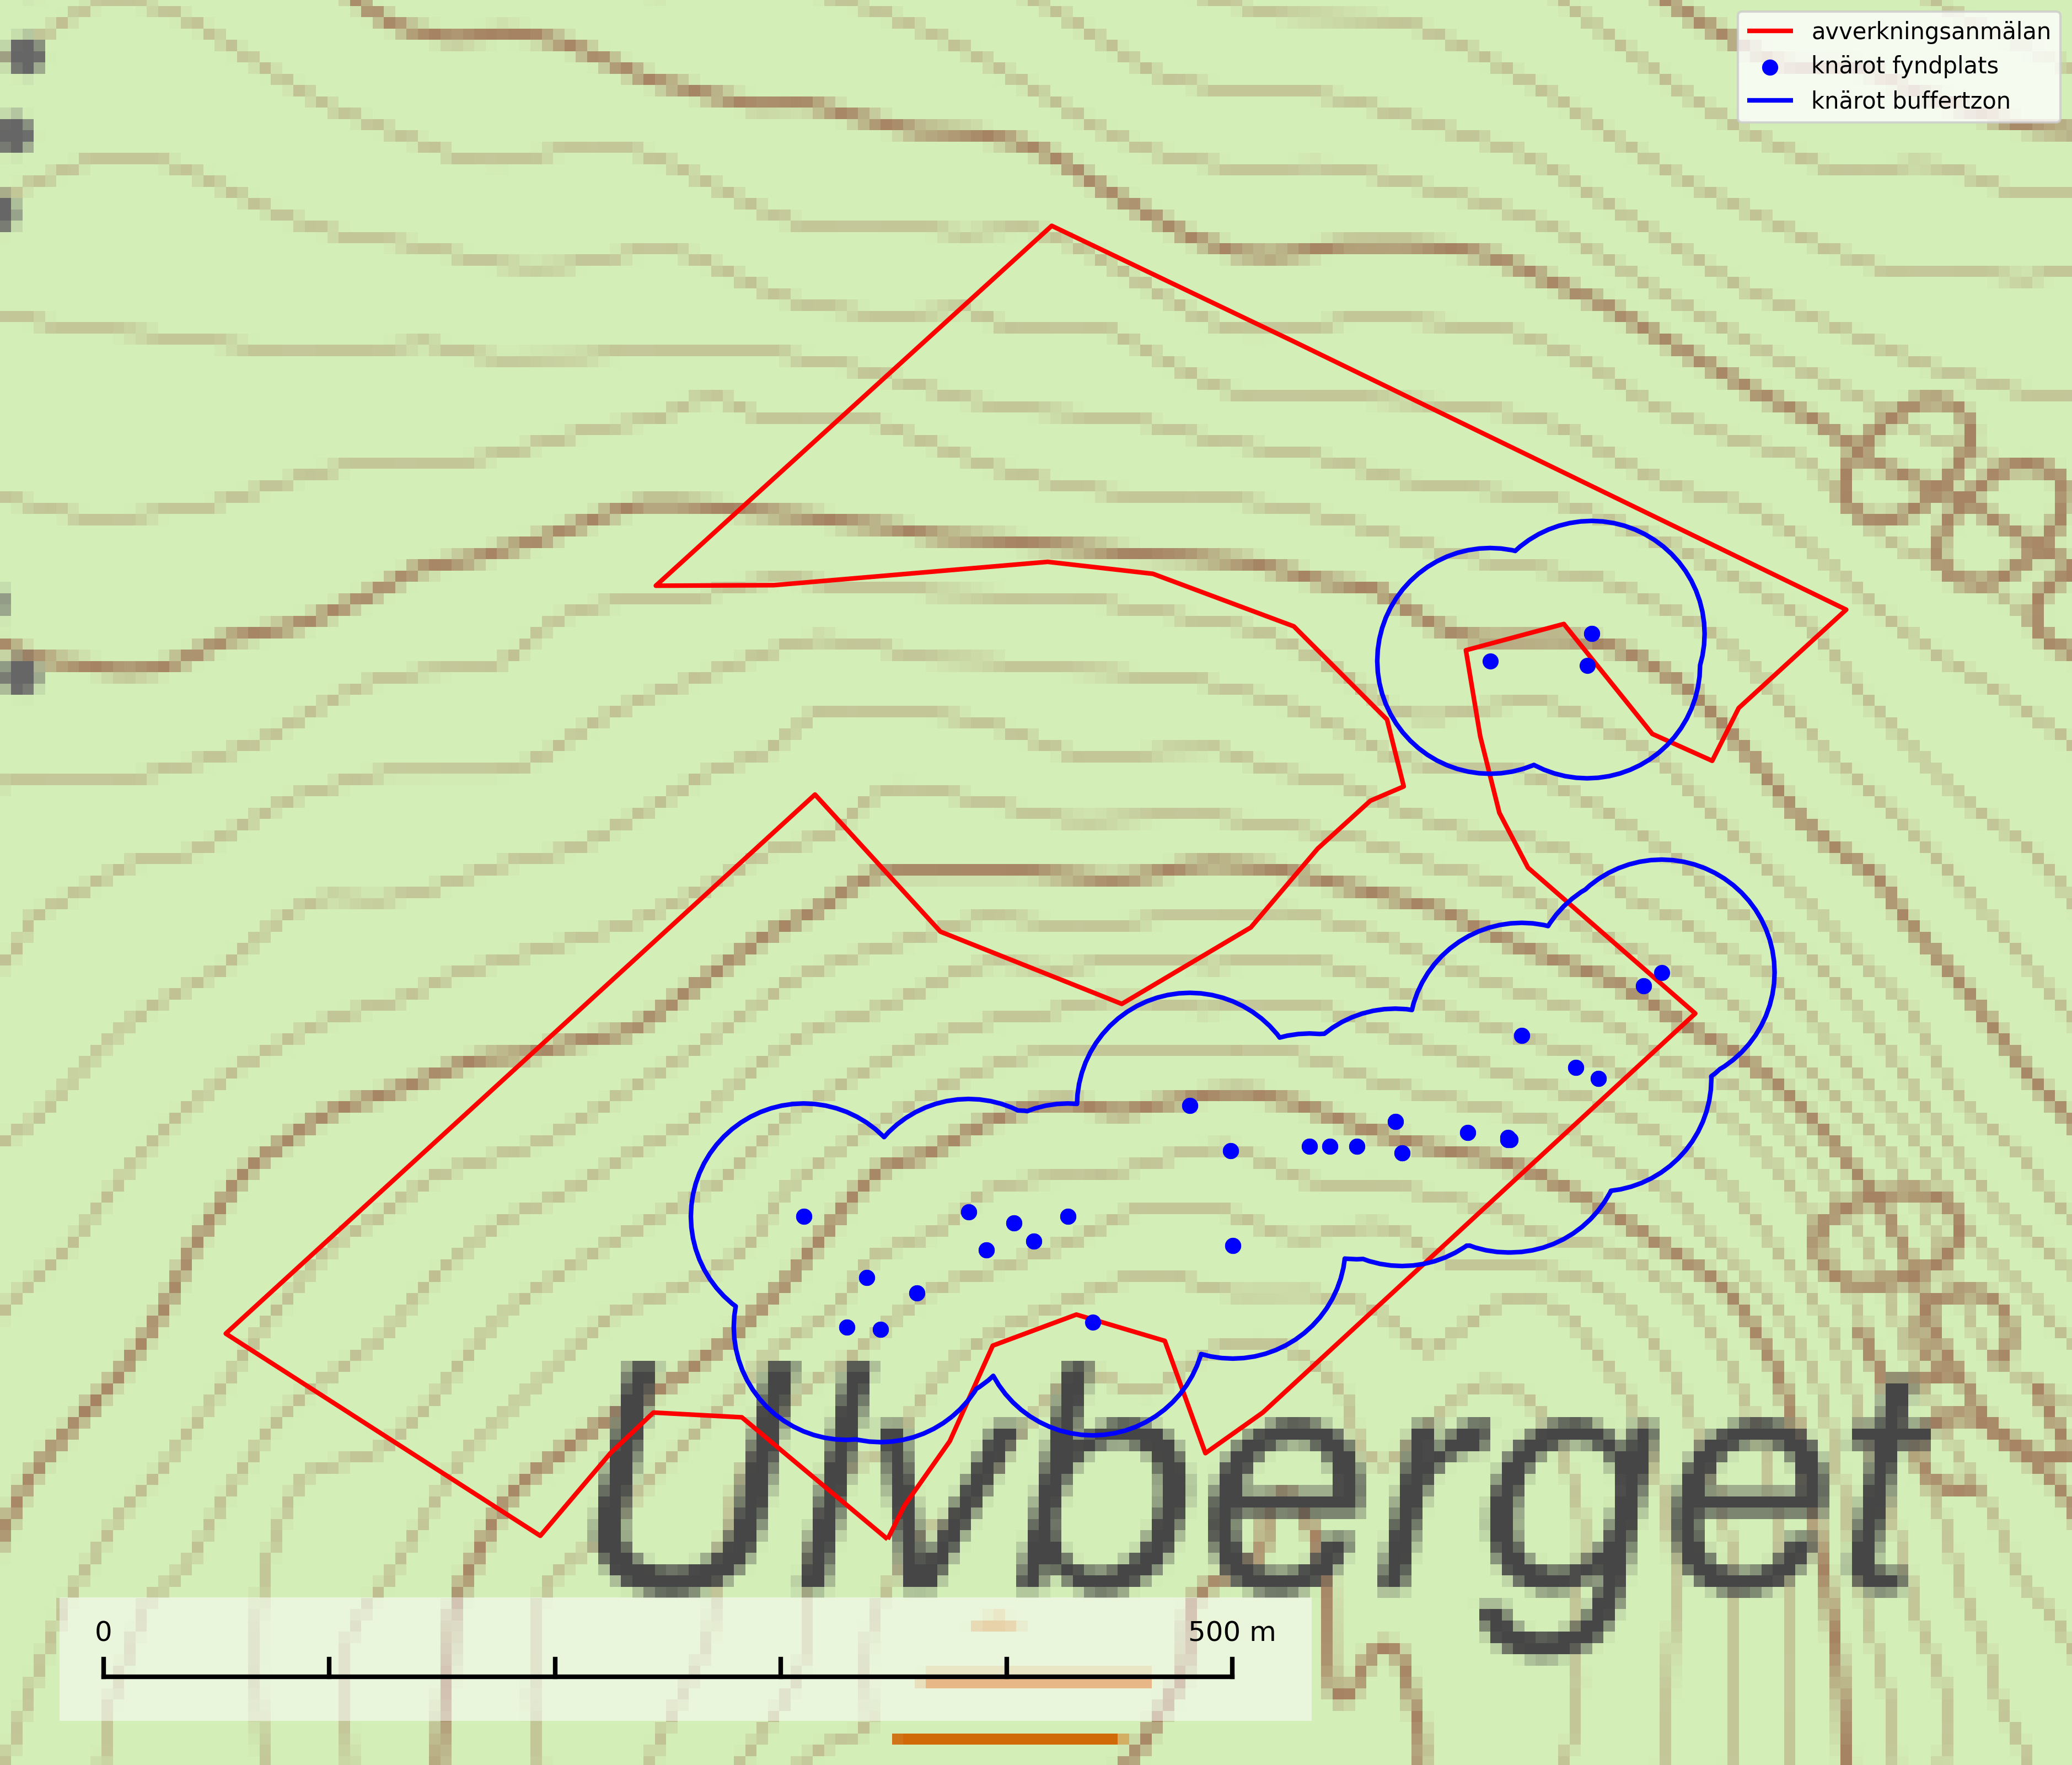 avverkningsanmälan
knärot fyndplats
knärot buffertzon
Ulvberget
0 500 m